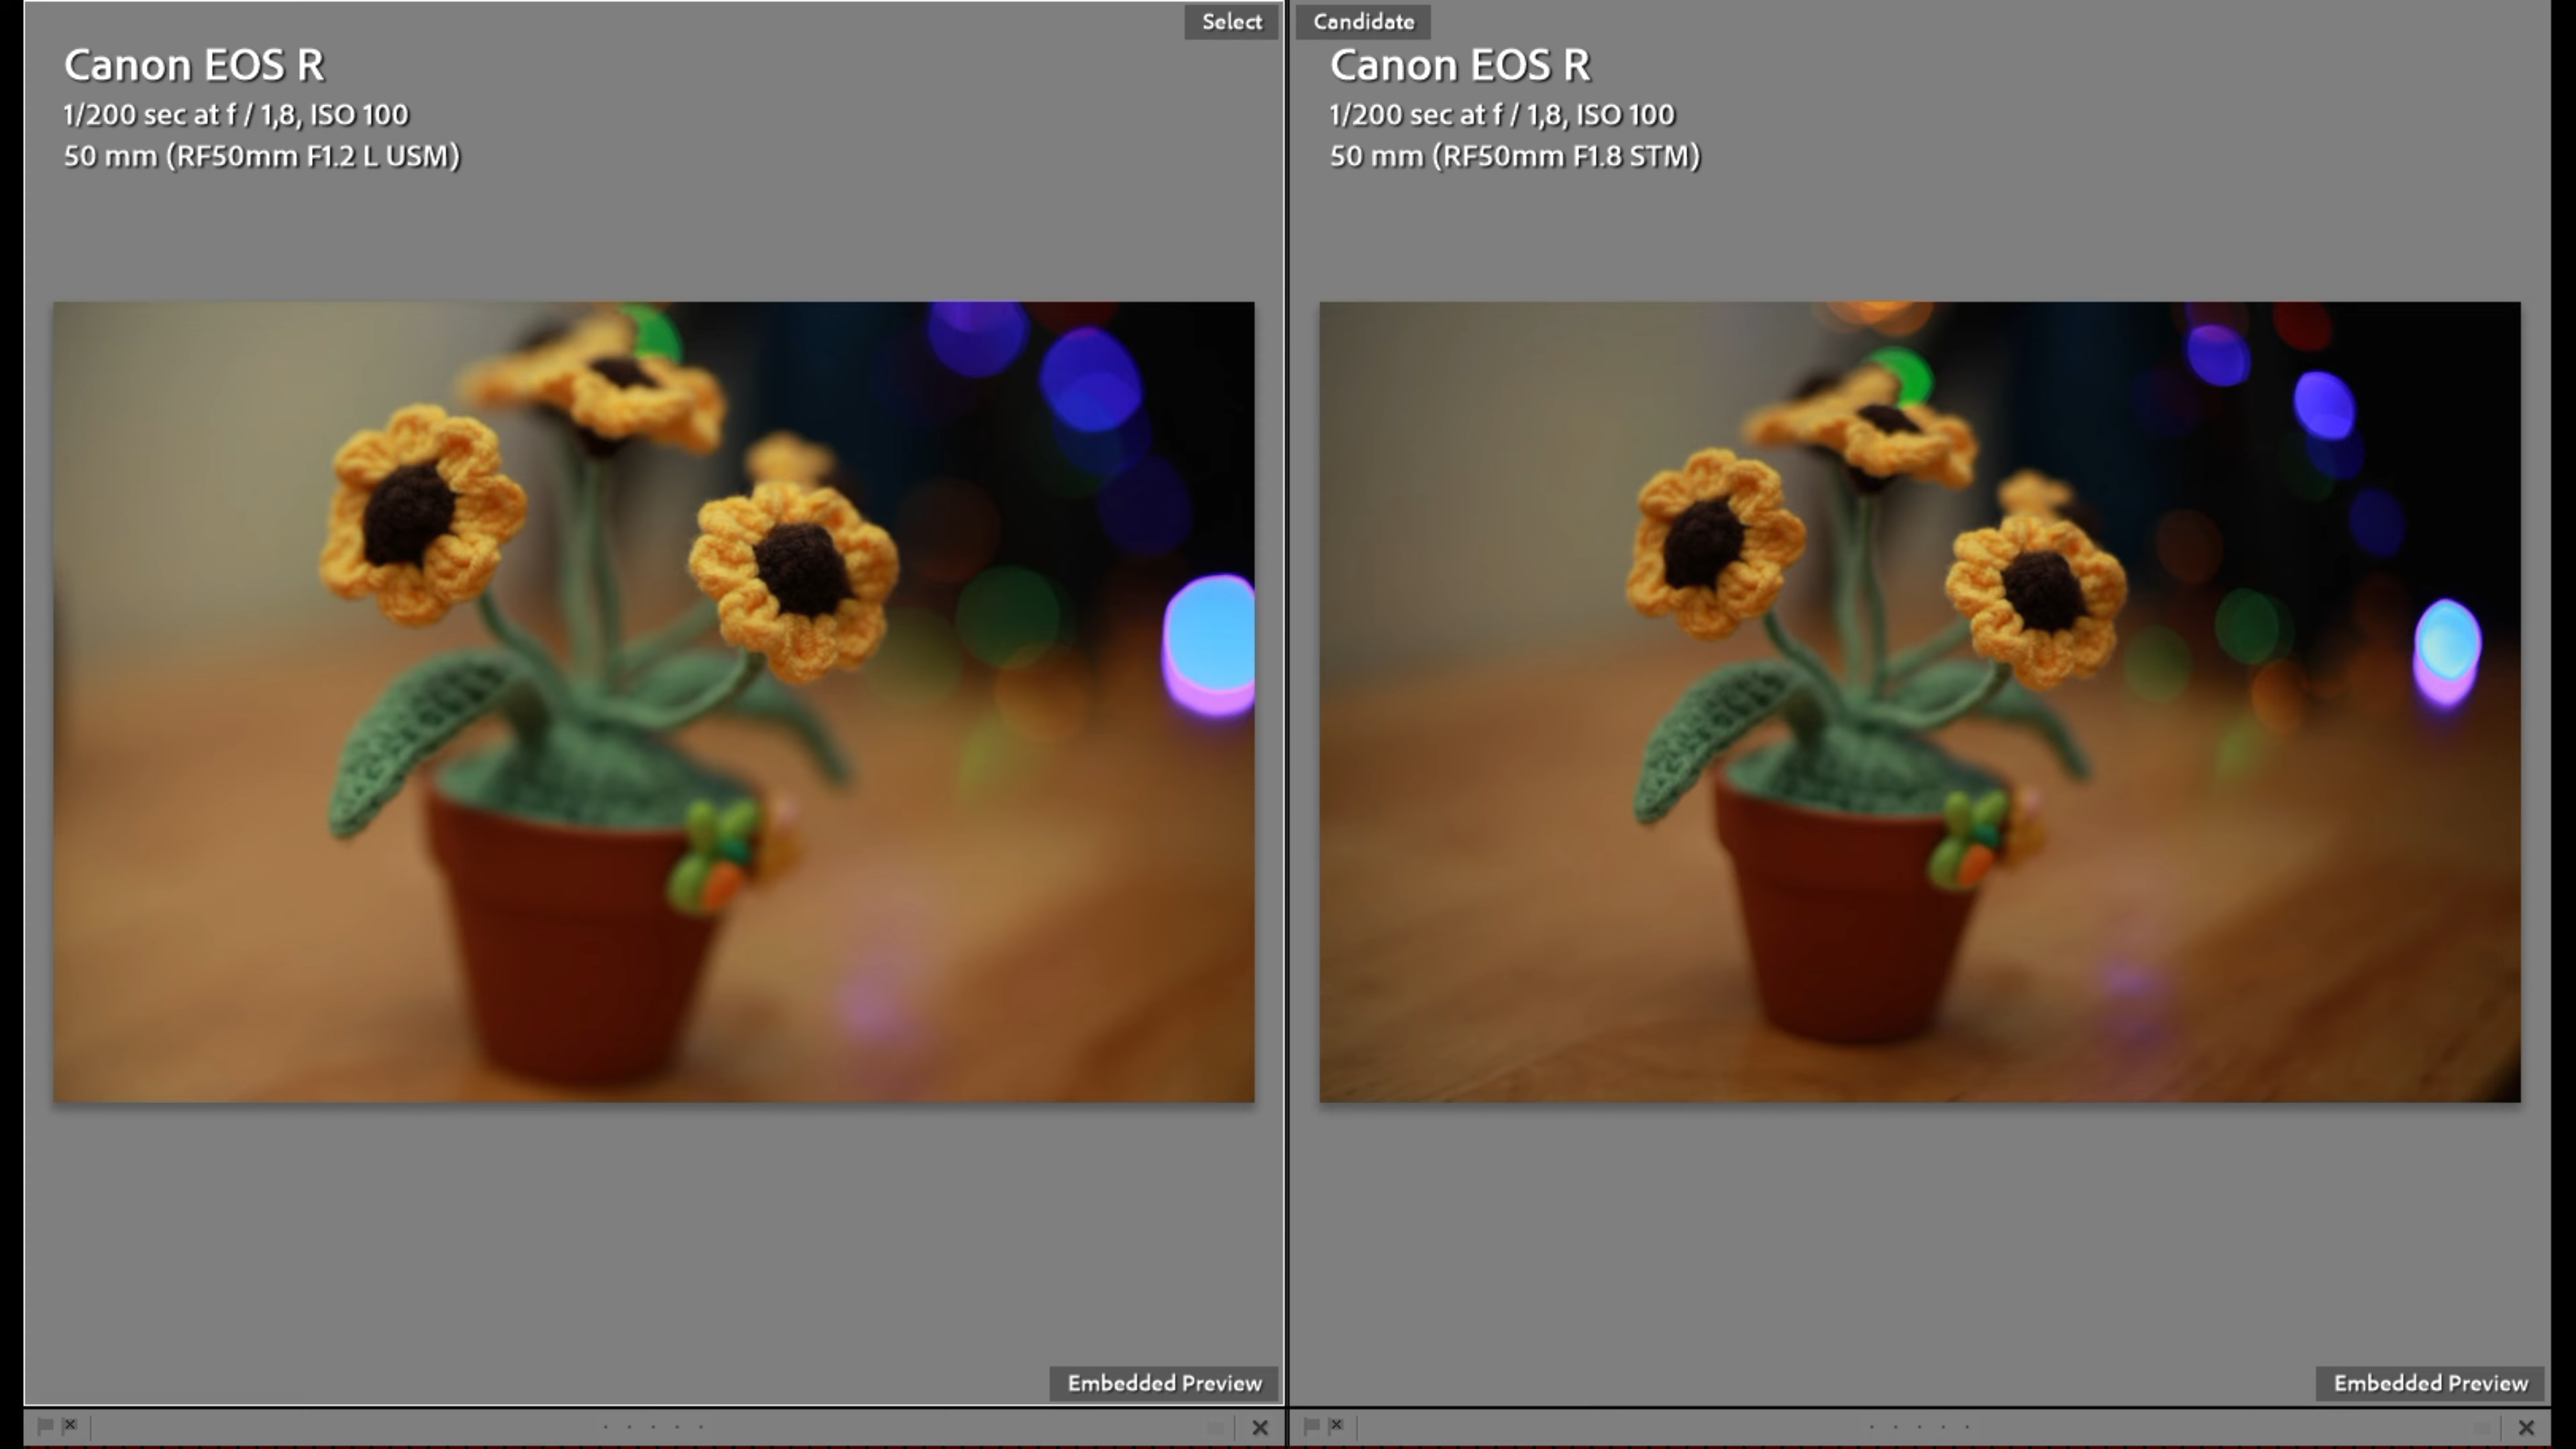 Select
Canon EOS R
1/200 sec at f / 1,8, ISO 100
50 mm (RF50mm F1.2 L USM)
Embedded Preview
Candidate
Canon EOS R
1/200 sec at f / 1,8, ISO 100
50 mm (RF50mm F1.8 STM)
Embedded Preview